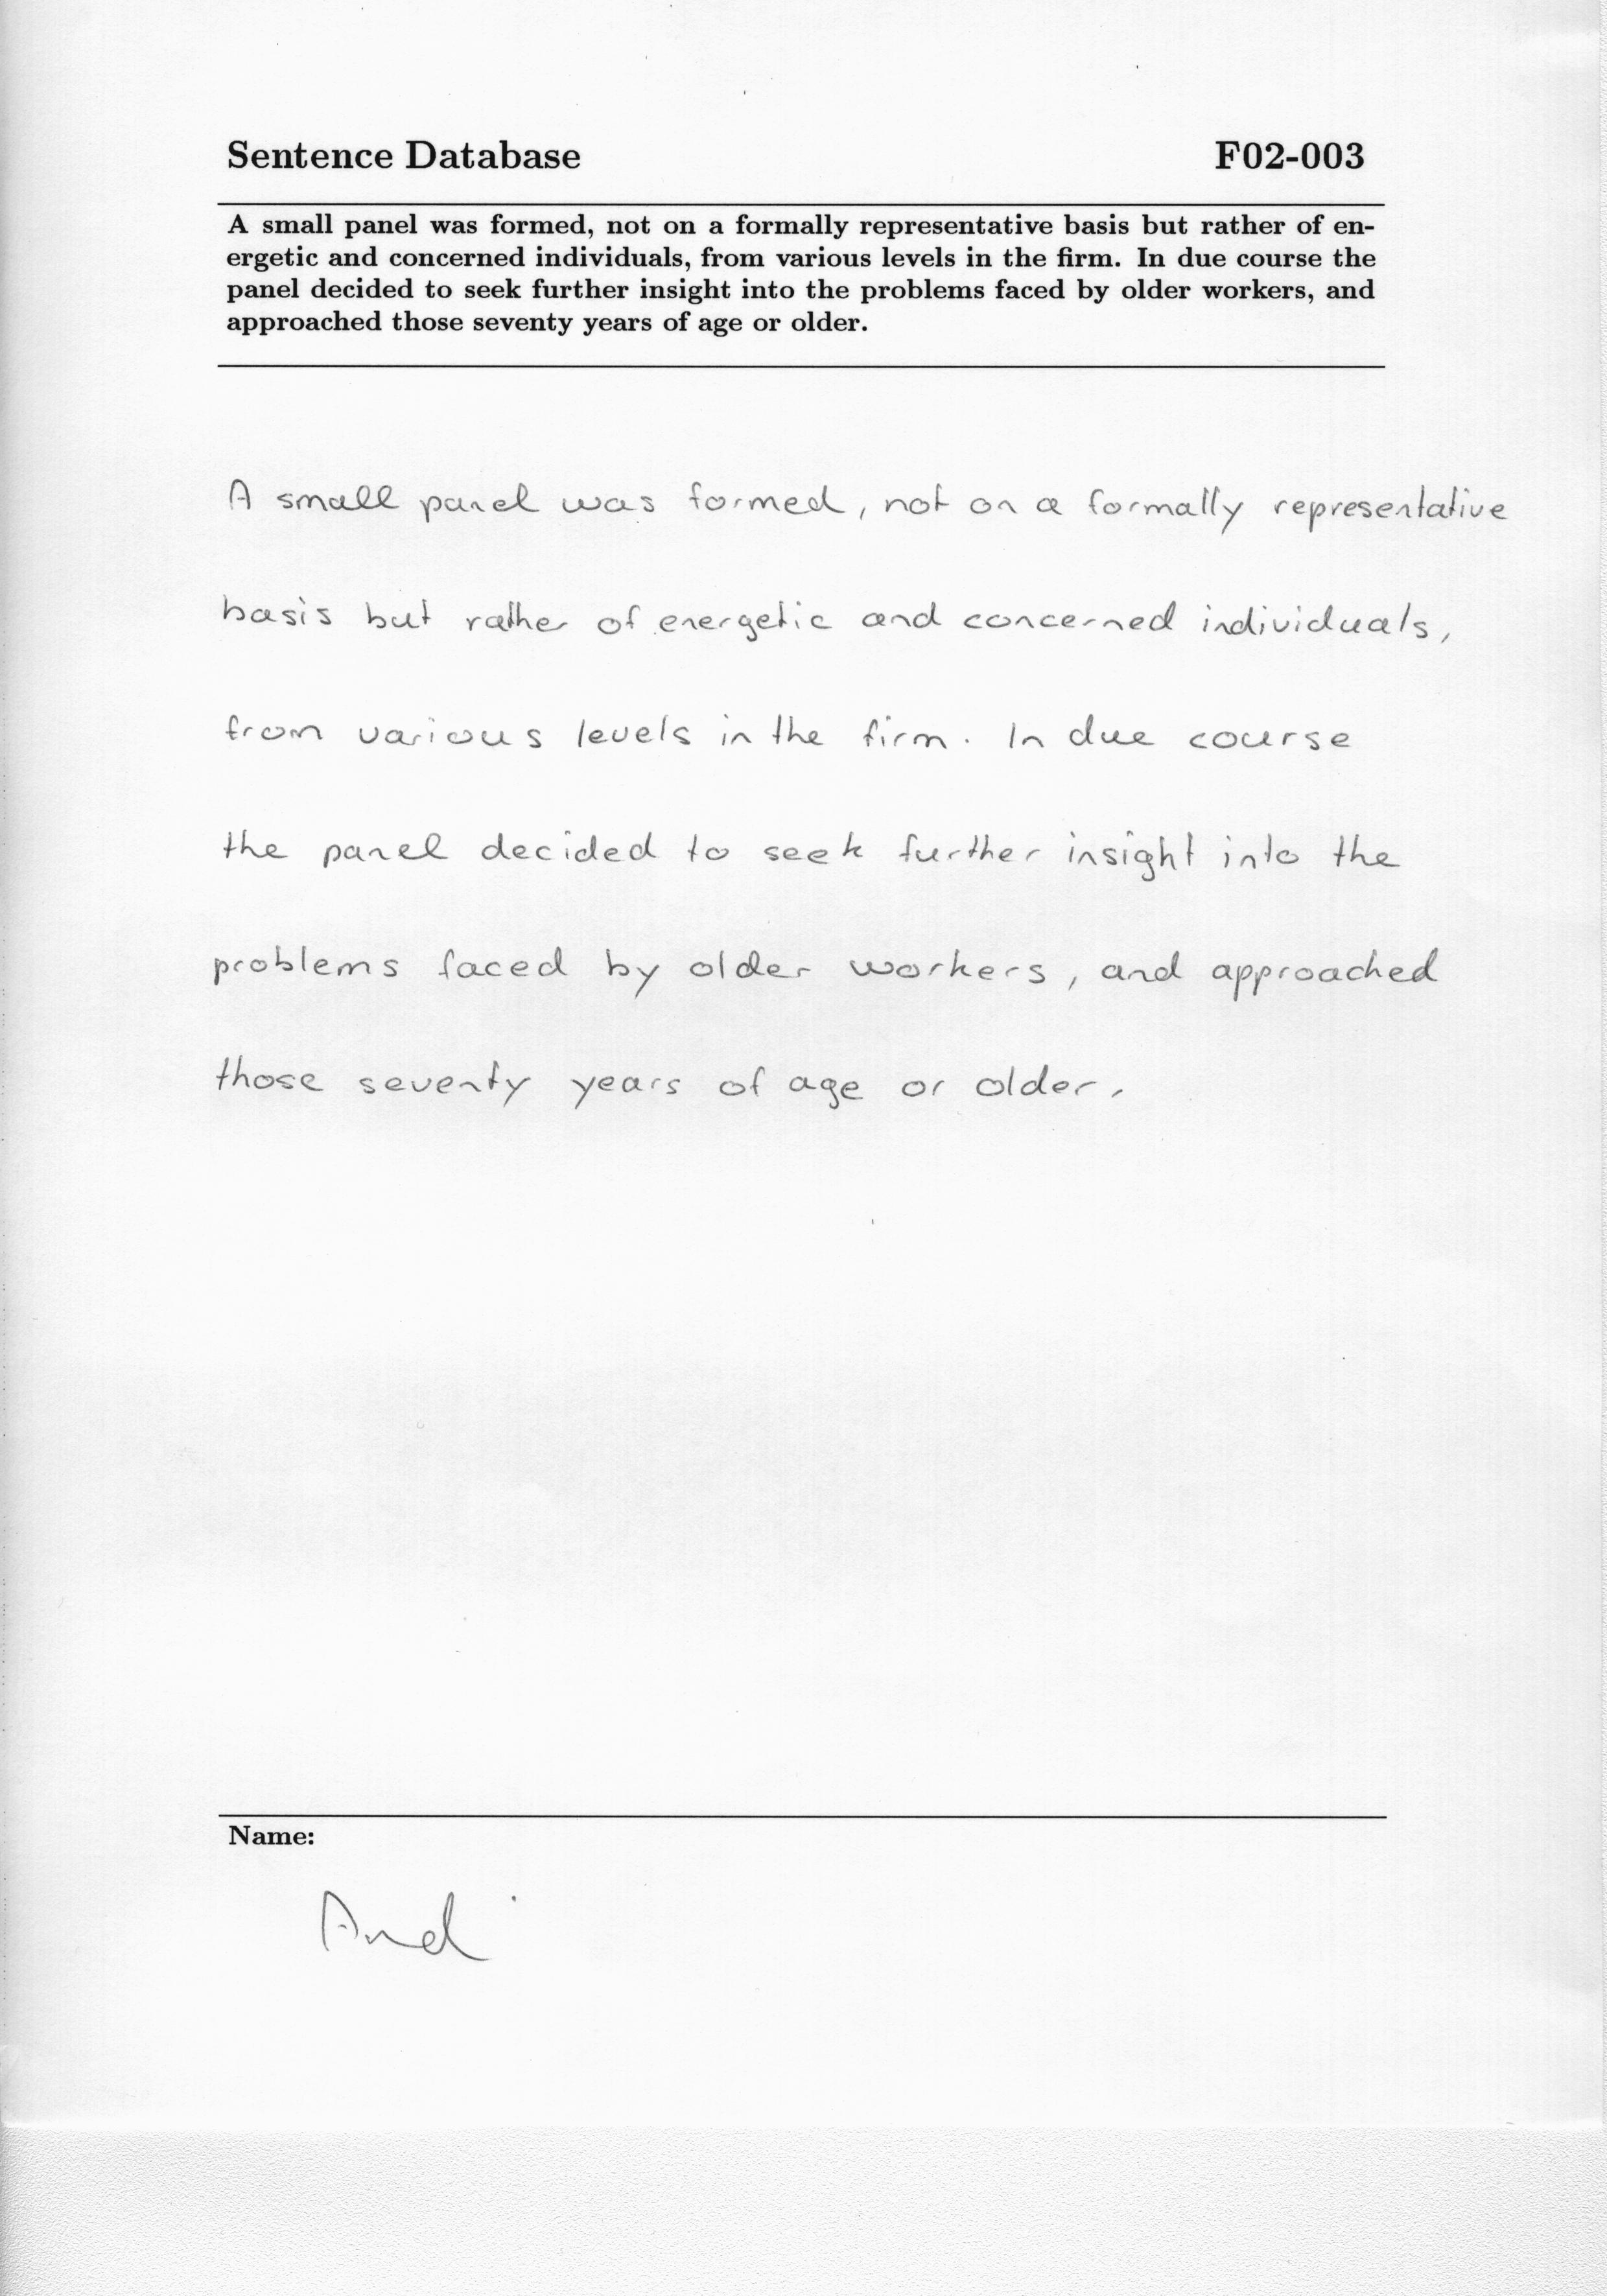 Sentence Database F02-003
A small panel was formed, not on a formally representative basis but rather of en-
ergetic and concerned individuals, from various levels in the firm. In due course the
panel decided to seek further insight into the problems faced by older workers, and
approached those seventy years of age or older.
A small panel was formed, not on a formally representative
basis but rather of energetic and concerned individuals,
from various levels in the firm. In due course
the panel decided to seek further insight into the
problems faced by older workers, and approached
those seventy years of age or older.
Name:
Andi